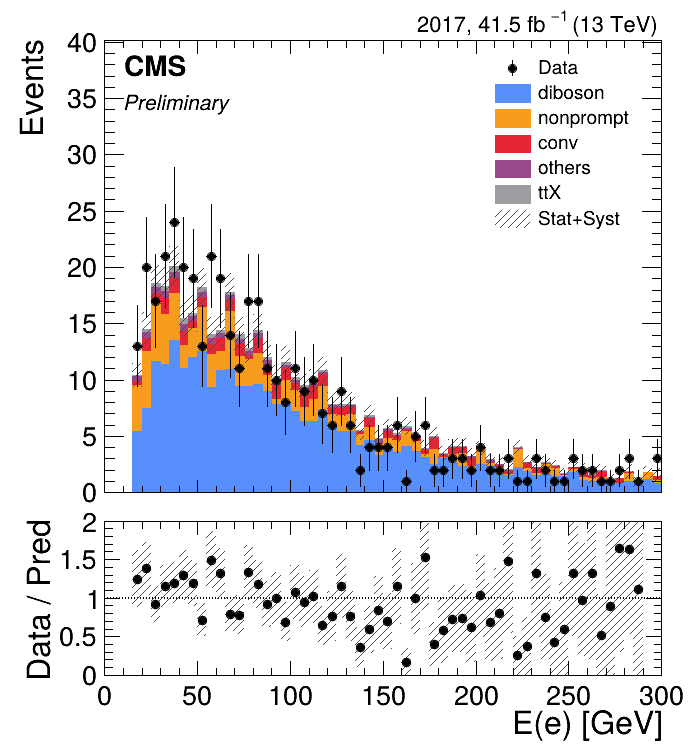 2017, 41.5 fb⁻¹ (13 TeV)
CMS
Preliminary
Events
40
35
30
25
20
15
10
5
0
Data
diboson
nonprompt
conv
others
ttX
Stat+Syst
Data / Pred
2
1.5
1
0.5
0
0 50 100 150 200 250 300
E(e) [GeV]